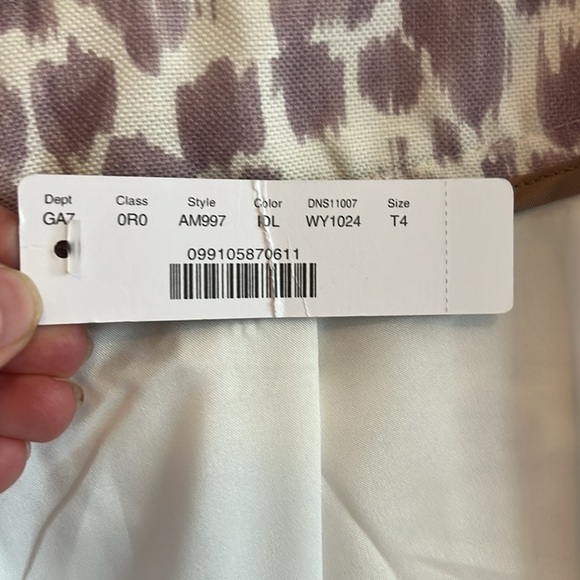 Dept Class Style Color DNS11007 Size
GA7 0R0 AM997 IDL WY1024 T4
099105870611